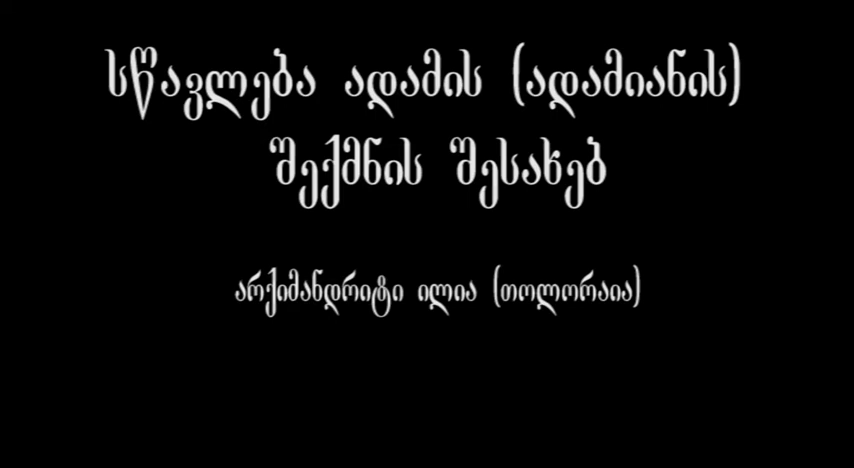 სწავლება ადამის (ადამიანის)
შექმნის შესახებ
არქიმანდრიტი ილია (თოლორაია)